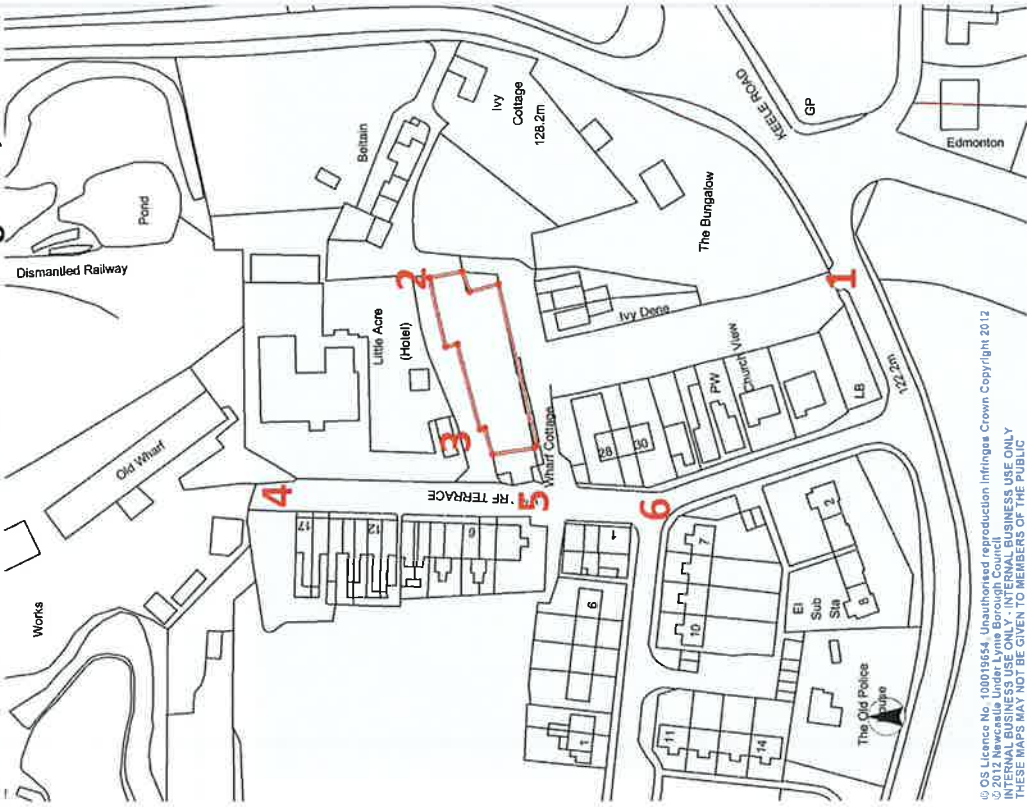 Works
Pond
Dismantled Railway
Old Wharf
Beltain
Ivy
Cottage
128.2m
KEELE ROAD
GP
Edmonton
Little Acre
(Hotel)
The Bungalow
Ivy Dene
2
3
4
5
6
1
RF TERRACE
Wharf Cottage
17
12
6
1
28
30
PW
Church View
LB
122.2m
6
1
7
10
2
8
El
Sub
Sta
11
14
The Old Police
© OS Licence No. 100019654. Unauthorised reproduction infringes Crown Copyright 2012
© 2012 Newcastle Under Lyme Borough Council
INTERNAL BUSINESS USE ONLY - INTERNAL BUSINESS USE ONLY
THESE MAPS MAY NOT BE GIVEN TO MEMBERS OF THE PUBLIC